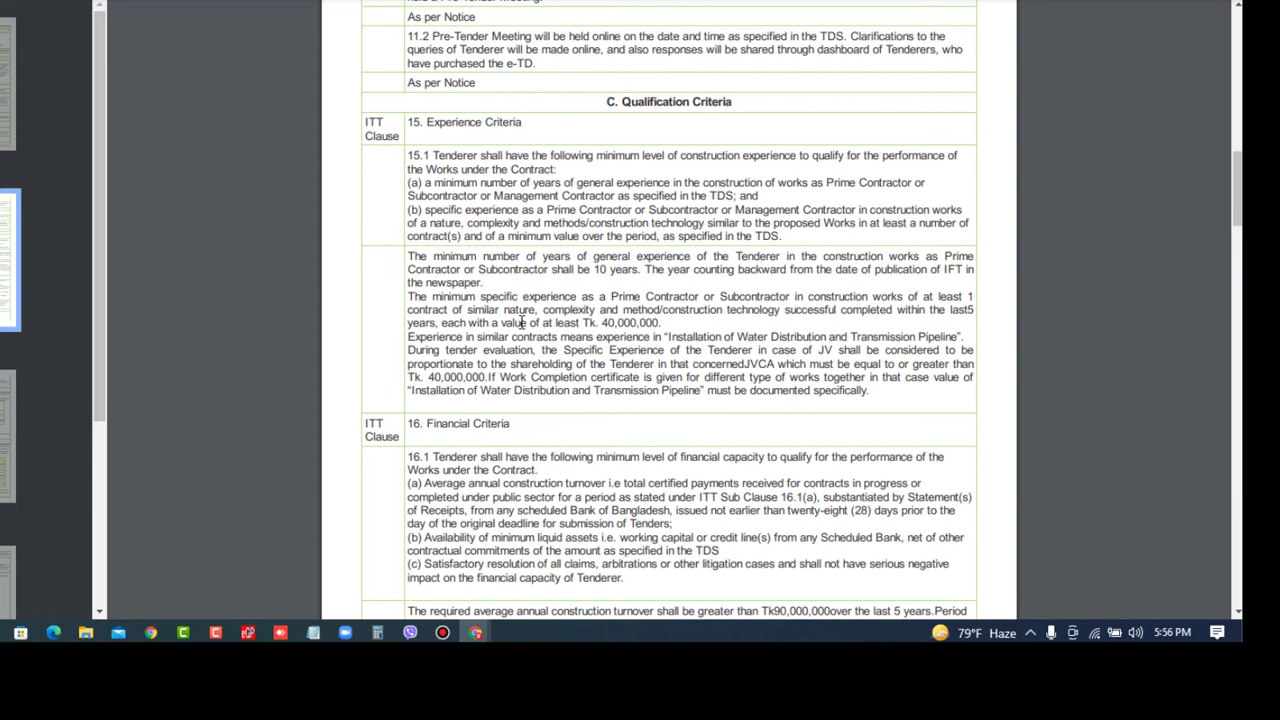 As per Notice
11.2 Pre-Tender Meeting will be held online on the date and time as specified in the TDS. Clarifications to the
queries of Tenderer will be made online, and also responses will be shared through dashboard of Tenderers, who
have purchased the e-TD.
As per Notice
C. Qualification Criteria
ITT
Clause
15. Experience Criteria
15.1 Tenderer shall have the following minimum level of construction experience to qualify for the performance of
the Works under the Contract:
(a) a minimum number of years of general experience in the construction of works as Prime Contractor or
Subcontractor or Management Contractor as specified in the TDS; and
(b) specific experience as a Prime Contractor or Subcontractor or Management Contractor in construction works
of a nature, complexity and methods/construction technology similar to the proposed Works in at least a number of
contract(s) and of a minimum value over the period, as specified in the TDS.
The minimum number of years of general experience of the Tenderer in the construction works as Prime
Contractor or Subcontractor shall be 10 years. The year counting backward from the date of publication of IFT in
the newspaper.
The minimum specific experience as a Prime Contractor or Subcontractor in construction works of at least 1
contract of similar nature, complexity and method/construction technology successful completed within the last5
years, each with a value of at least Tk. 40,000,000.
Experience in similar contracts means experience in “Installation of Water Distribution and Transmission Pipeline”.
During tender evaluation, the Specific Experience of the Tenderer in case of JV shall be considered to be
proportionate to the shareholding of the Tenderer in that concernedJVCA which must be equal to or greater than
Tk. 40,000,000.If Work Completion certificate is given for different type of works together in that case value of
“Installation of Water Distribution and Transmission Pipeline” must be documented specifically.
ITT
Clause
16. Financial Criteria
16.1 Tenderer shall have the following minimum level of financial capacity to qualify for the performance of the
Works under the Contract.
(a) Average annual construction turnover i.e total certified payments received for contracts in progress or
completed under public sector for a period as stated under ITT Sub Clause 16.1(a), substantiated by Statement(s)
of Receipts, from any scheduled Bank of Bangladesh, issued not earlier than twenty-eight (28) days prior to the
day of the original deadline for submission of Tenders;
(b) Availability of minimum liquid assets i.e. working capital or credit line(s) from any Scheduled Bank, net of other
contractual commitments of the amount as specified in the TDS
(c) Satisfactory resolution of all claims, arbitrations or other litigation cases and shall not have serious negative
impact on the financial capacity of Tenderer.
The required average annual construction turnover shall be greater than Tk90,000,000over the last 5 years.Period
79°F Haze
5:56 PM